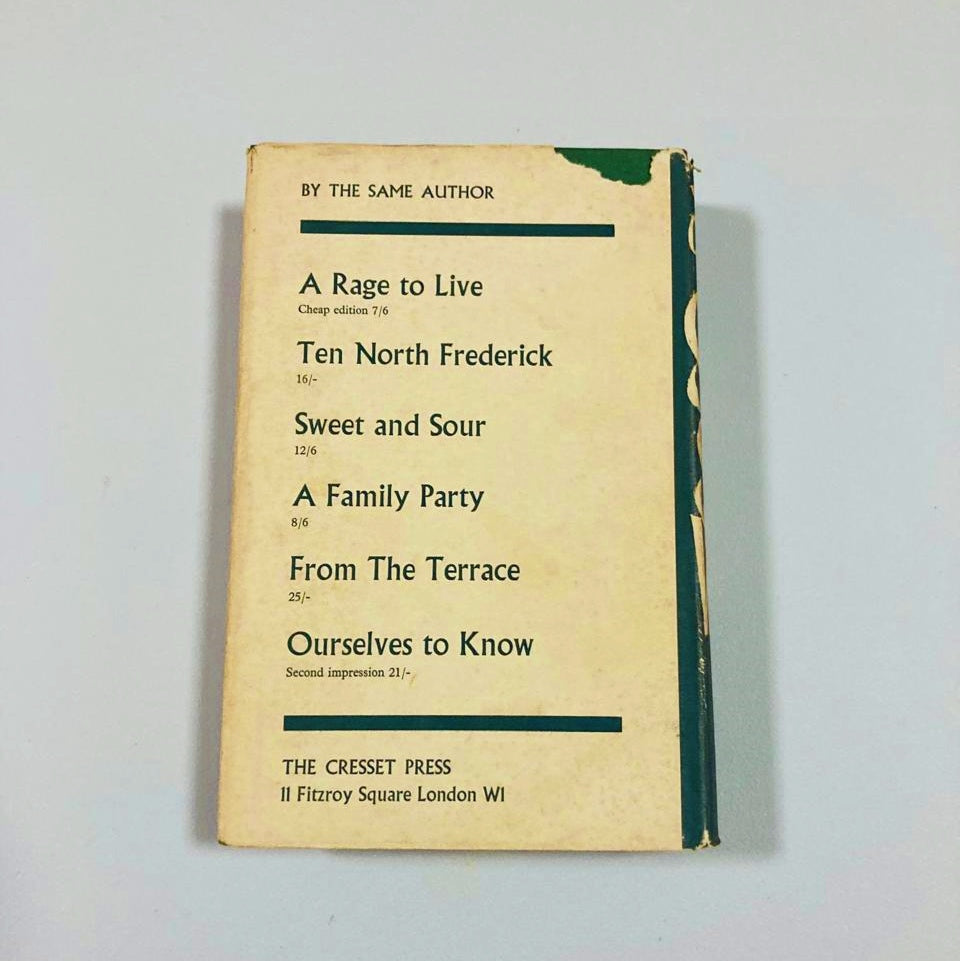 BY THE SAME AUTHOR
A Rage to Live
Cheap edition 7/6
Ten North Frederick
16/-
Sweet and Sour
12/6
A Family Party
8/6
From The Terrace
25/-
Ourselves to Know
Second impression 21/-
THE CRESSET PRESS
11 Fitzroy Square London W1